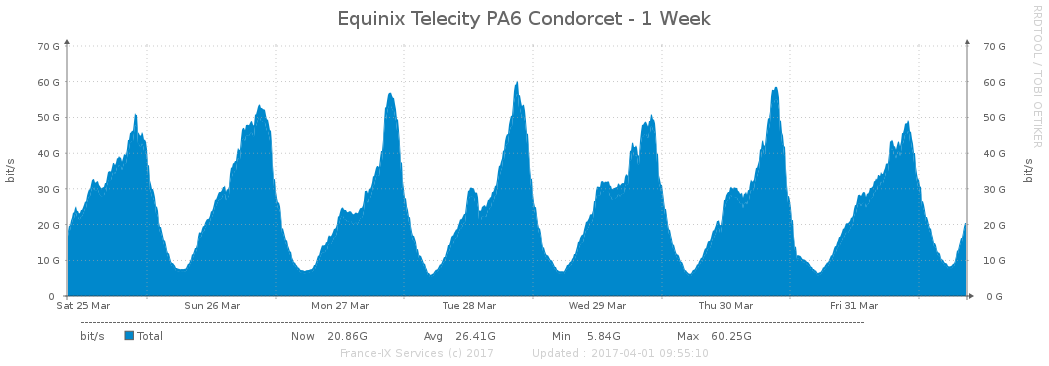 Equinix Telecity PA6 Condorcet - 1 Week
RRDTOOL / TOBI OETIKER
bit/s
70 G
60 G
50 G
40 G
30 G
20 G
10 G
0
70 G
60 G
50 G
40 G
30 G
20 G
10 G
0 G
bit/s
Sat 25 Mar Sun 26 Mar Mon 27 Mar Tue 28 Mar Wed 29 Mar Thu 30 Mar Fri 31 Mar
bit/s Total Now 20.86G Avg 26.41G Min 5.84G Max 60.25G
France-IX Services (c) 2017 Updated : 2017-04-01 09:55:10